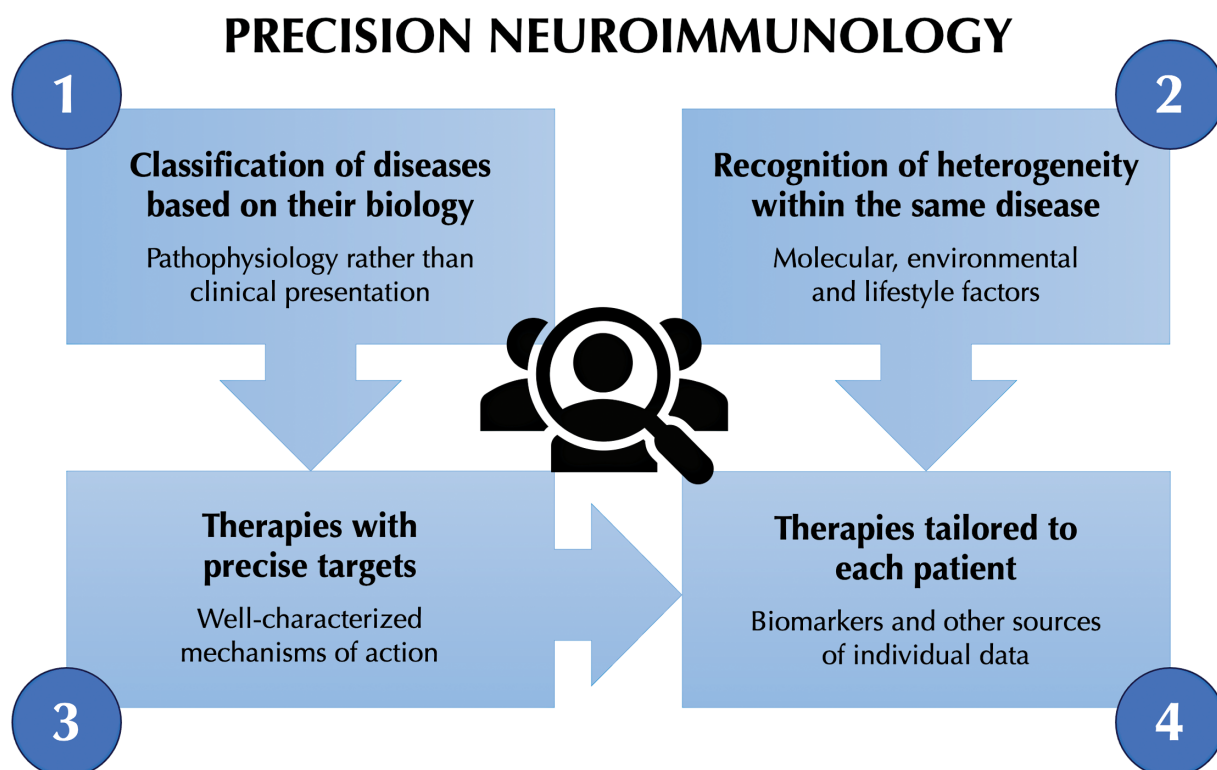 PRECISION NEUROIMMUNOLOGY
1
Classification of diseases
based on their biology
Pathophysiology rather than
clinical presentation
2
Recognition of heterogeneity
within the same disease
Molecular, environmental
and lifestyle factors
3
Therapies with
precise targets
Well-characterized
mechanisms of action
4
Therapies tailored to
each patient
Biomarkers and other sources
of individual data